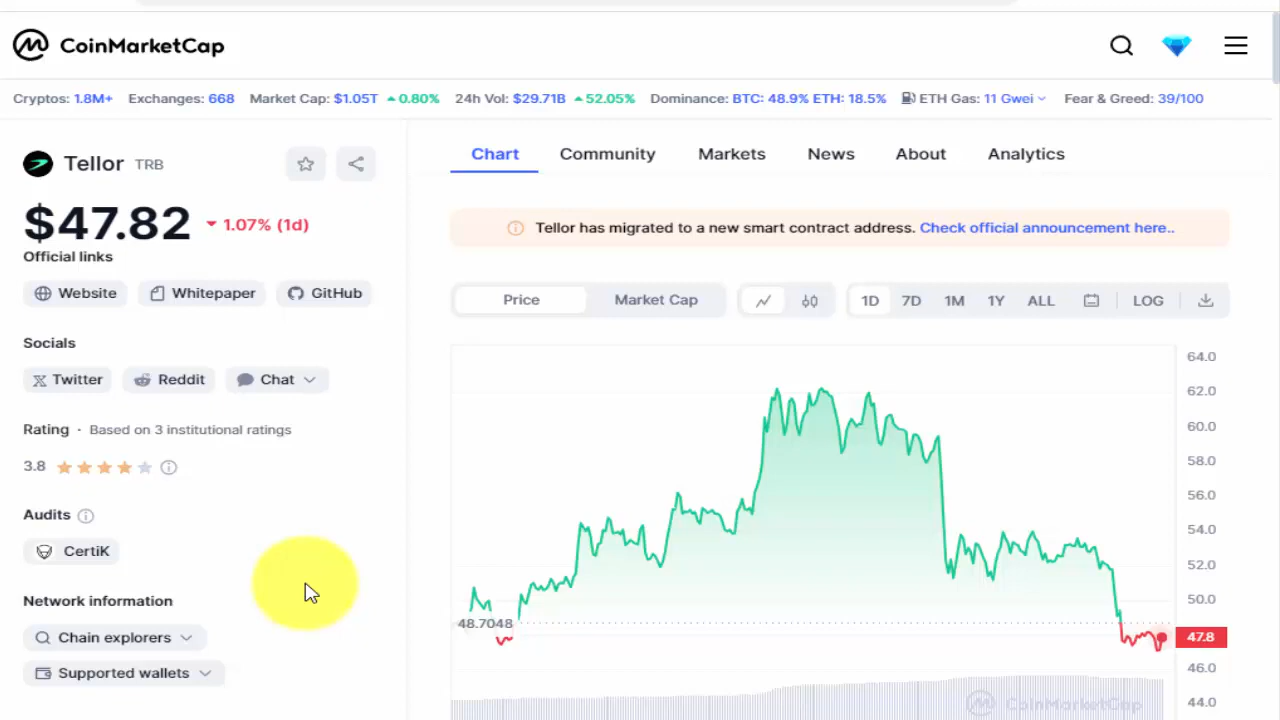 CoinMarketCap
Cryptos: 1.8M+ Exchanges: 668 Market Cap: $1.05T 0.80% 24h Vol: $29.71B 52.05% Dominance: BTC: 48.9% ETH: 18.5% ETH Gas: 11 Gwei Fear & Greed: 39/100
Tellor TRB
$47.82 1.07% (1d)
Official links
Website Whitepaper GitHub
Socials
Twitter Reddit Chat
Rating · Based on 3 institutional ratings
3.8
Audits
CertiK
Network information
Chain explorers
Supported wallets
Chart Community Markets News About Analytics
Tellor has migrated to a new smart contract address. Check official announcement here..
Price Market Cap 1D 7D 1M 1Y ALL LOG
64.0
62.0
60.0
58.0
56.0
54.0
52.0
50.0
48.7048
47.8
46.0
44.0
CoinMarketCap